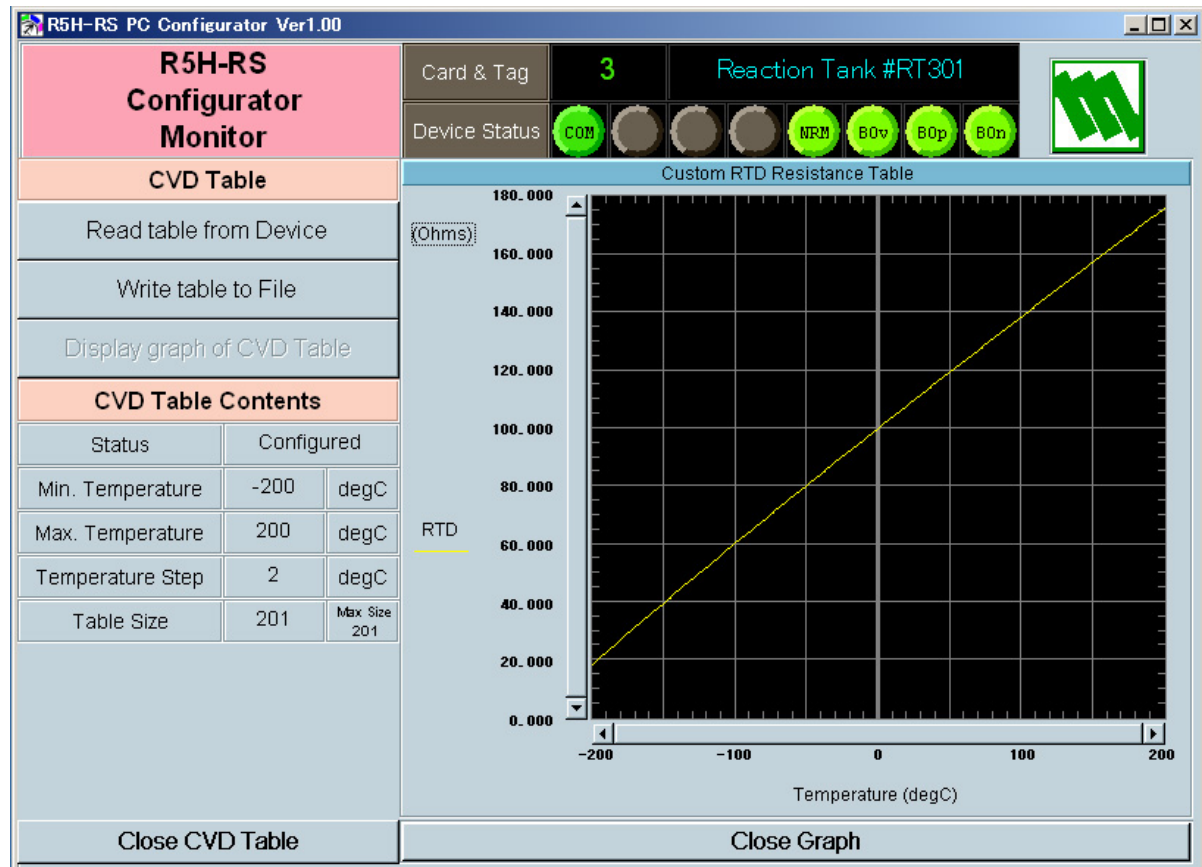 R5H-RS PC Configurator Ver1.00
R5H-RS
Configurator
Monitor
Card & Tag
3
Reaction Tank #RT301
Device Status
COM
NRM
BOv
BOp
BOn
CVD Table
Read table from Device
Write table to File
Display graph of CVD Table
CVD Table Contents
Status
Configured
Min. Temperature
-200
degC
Max. Temperature
200
degC
Temperature Step
2
degC
Table Size
201
Max Size
201
Close CVD Table
Custom RTD Resistance Table
(Ohms)
180.000
160.000
140.000
120.000
100.000
80.000
60.000
40.000
20.000
0.000
RTD
-200
-100
0
100
200
Temperature (degC)
Close Graph